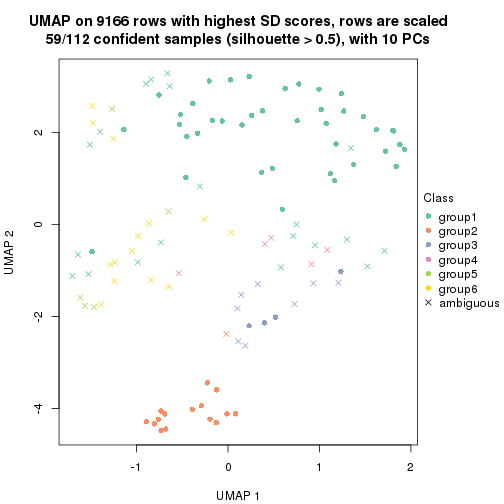 UMAP on 9166 rows with highest SD scores, rows are scaled
59/112 confident samples (silhouette > 0.5), with 10 PCs
UMAP 2
2
0
-2
-4
-1
0
1
2
UMAP 1
Class
group1
group2
group3
group4
group5
group6
ambiguous